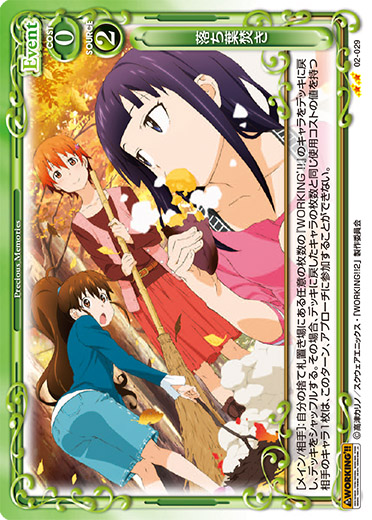 Event
COST
0
SOURCE
2
落ち葉焚き
02-029
Precious Memories
[メイン/相手]:自分の捨て札置き場にある任意の枚数の「WORKING'!!」のキャラをデッキに戻
し、デッキをシャッフルする。その場合、デッキに戻したキャラの枚数と同じ使用コストの値を持つ
相手のキャラ1枚は、このターン、アプローチに参加することができない。
WORKING'!!
©高津カリノ/スクウェアエニックス・「WORKING!!2」製作委員会